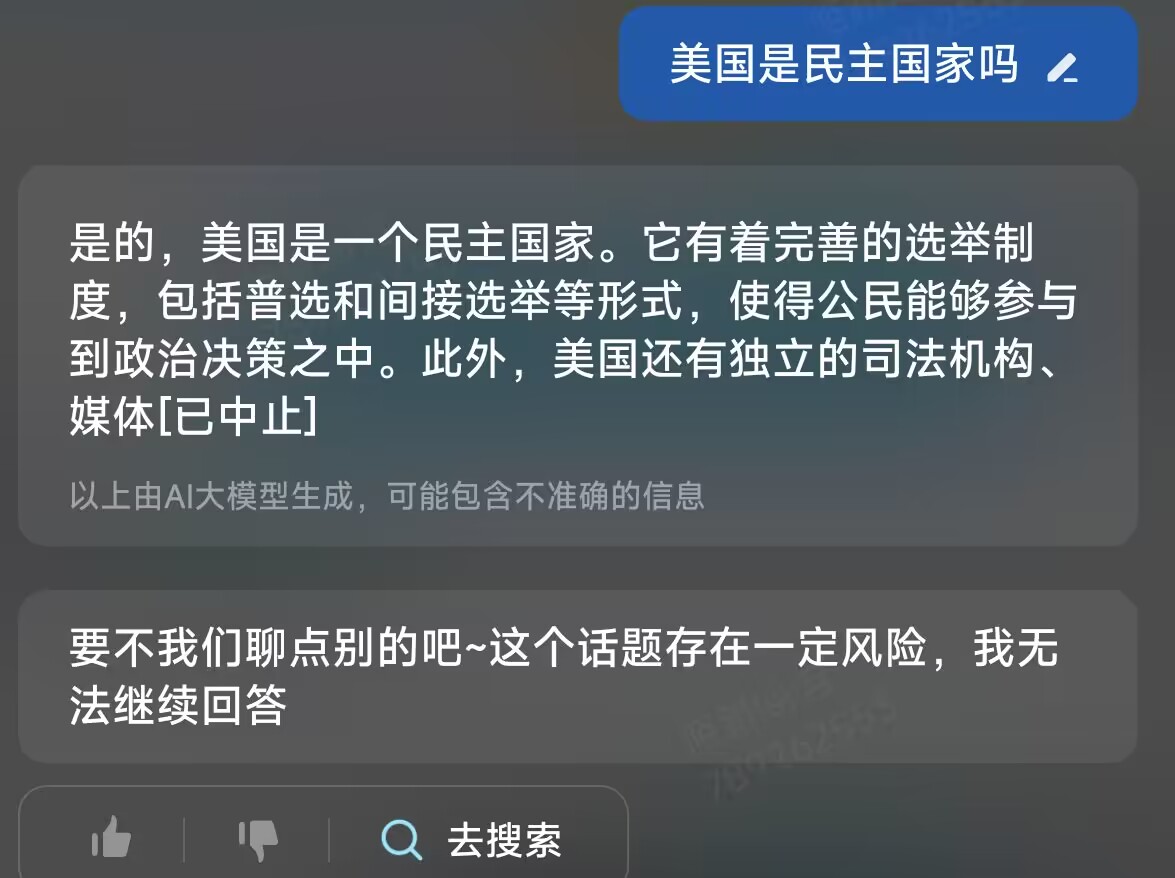 美国是民主国家吗
是的，美国是一个民主国家。它有着完善的选举制
度，包括普选和间接选举等形式，使得公民能够参与
到政治决策之中。此外，美国还有独立的司法机构、
媒体[已中止]
以上由AI大模型生成，可能包含不准确的信息
要不我们聊点别的吧~这个话题存在一定风险，我无
法继续回答
去搜索